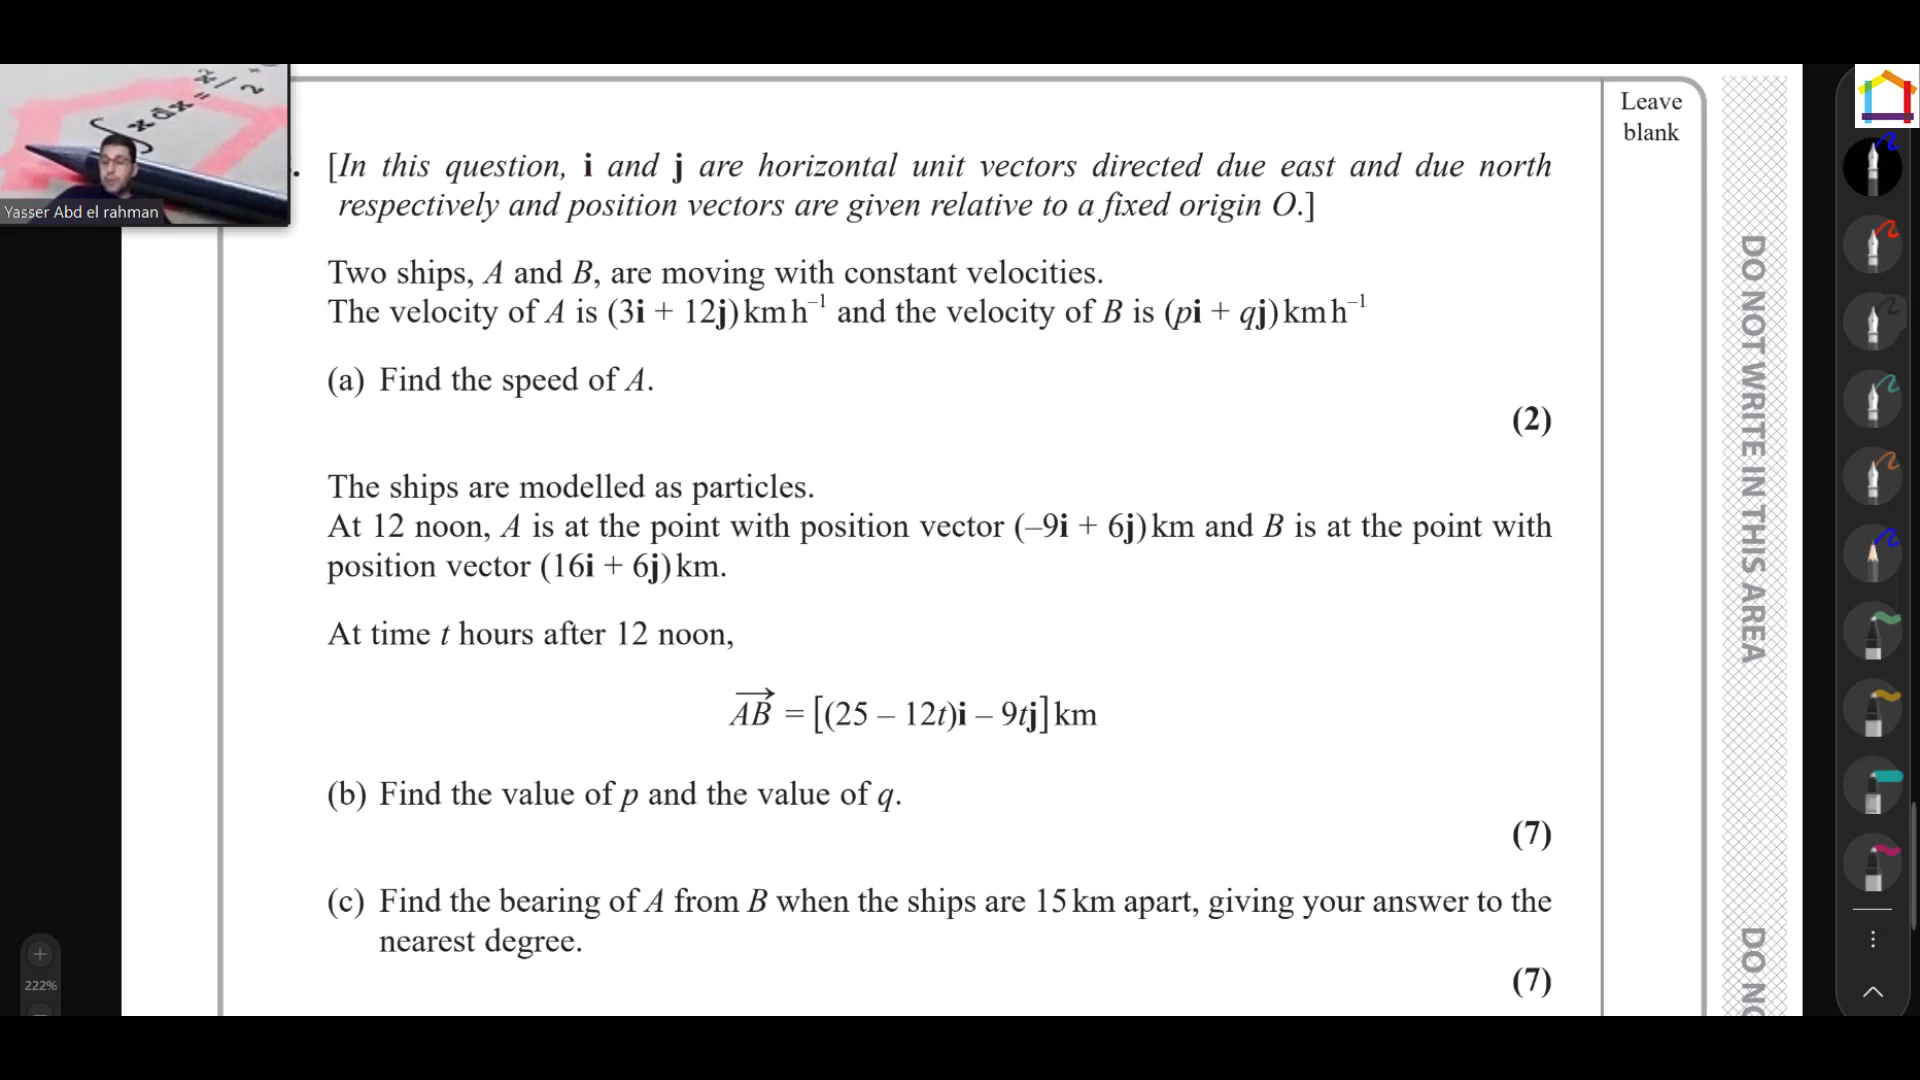 ∫ x dx = x²/2 +
Yasser Abd el rahman
Leave
blank
. [In this question, i and j are horizontal unit vectors directed due east and due north
respectively and position vectors are given relative to a fixed origin O.]
Two ships, A and B, are moving with constant velocities.
The velocity of A is (3i + 12j) km h⁻¹ and the velocity of B is (pi + qj) km h⁻¹
(a) Find the speed of A.
(2)
The ships are modelled as particles.
At 12 noon, A is at the point with position vector (–9i + 6j) km and B is at the point with
position vector (16i + 6j) km.
At time t hours after 12 noon,
AB⃗ = [(25 – 12t)i – 9tj] km
(b) Find the value of p and the value of q.
(7)
(c) Find the bearing of A from B when the ships are 15 km apart, giving your answer to the
nearest degree.
(7)
DO NOT WRITE IN THIS AREA
DO NO
222%